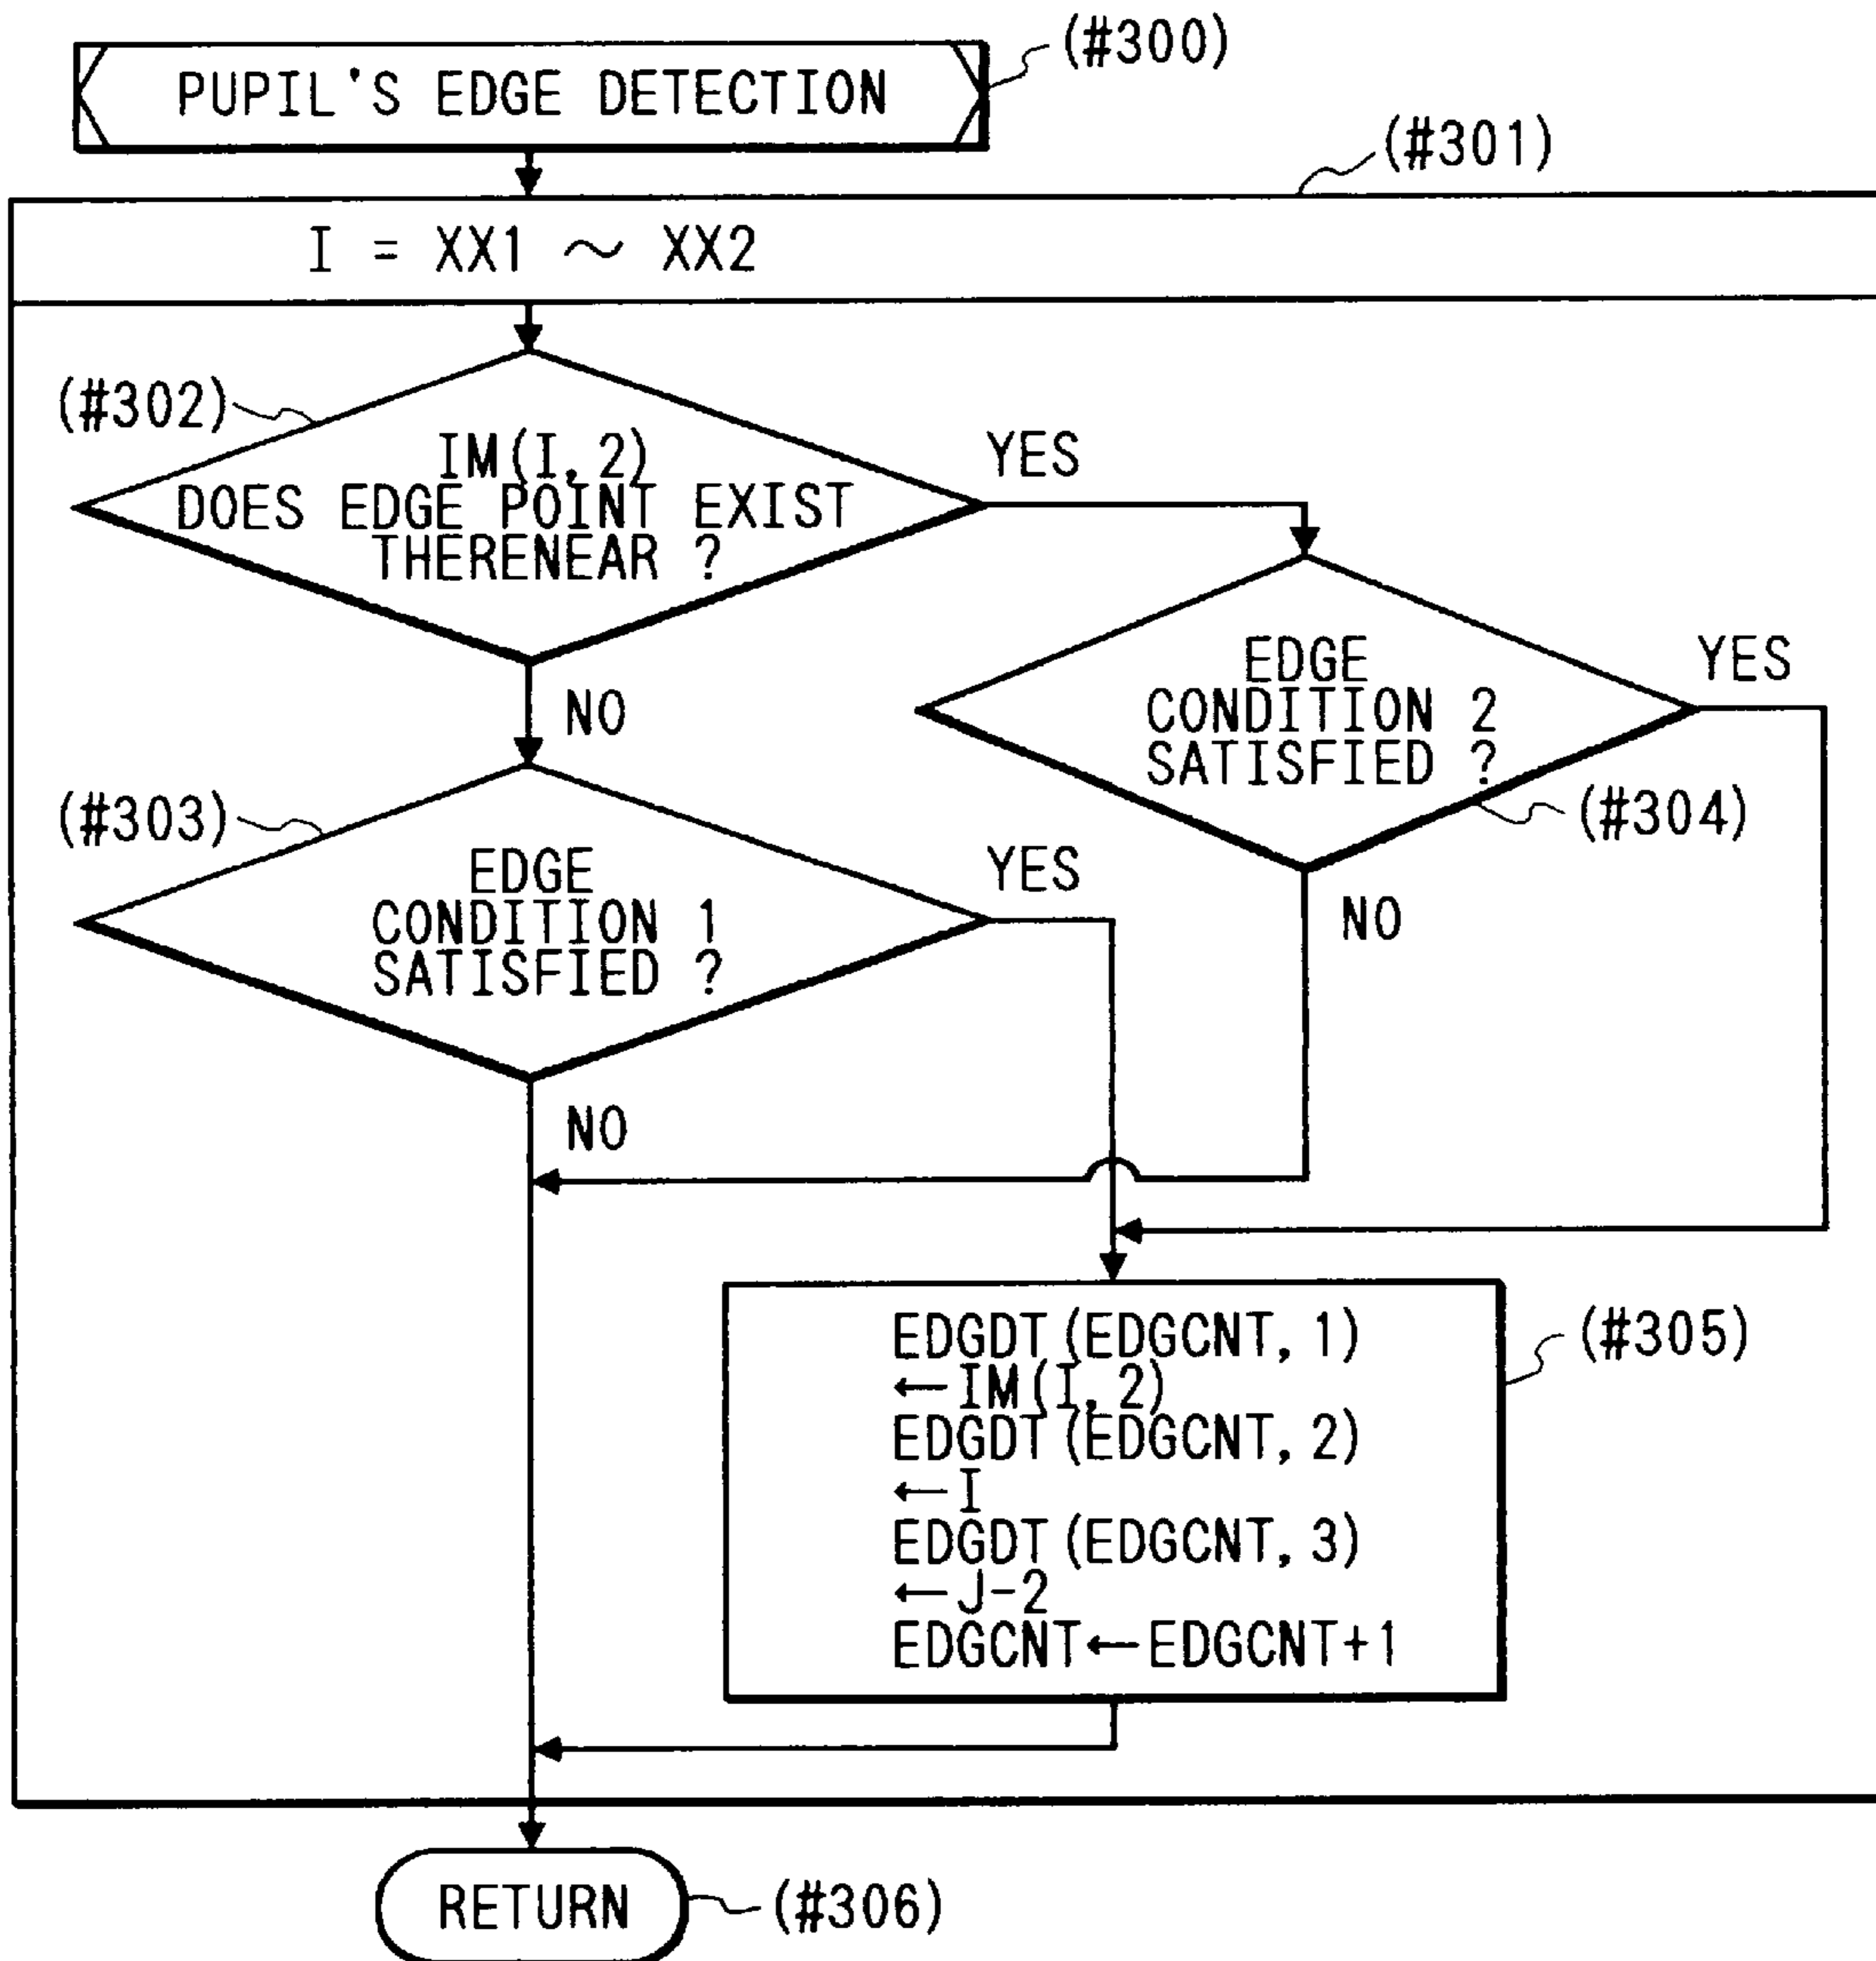 (#300)
PUPIL'S EDGE DETECTION
(#301)
I = XX1 ~ XX2
(#302)
IM(I,2)
DOES EDGE POINT EXIST
THERENEAR ?
YES
NO
EDGE
CONDITION 2
SATISFIED ?
YES
(#304)
NO
(#303)
EDGE
CONDITION 1
SATISFIED ?
YES
NO
EDGDT(EDGCNT,1)
←IM(I,2)
EDGDT(EDGCNT,2)
←I
EDGDT(EDGCNT,3)
←J-2
EDGCNT←EDGCNT+1
(#305)
RETURN
(#306)